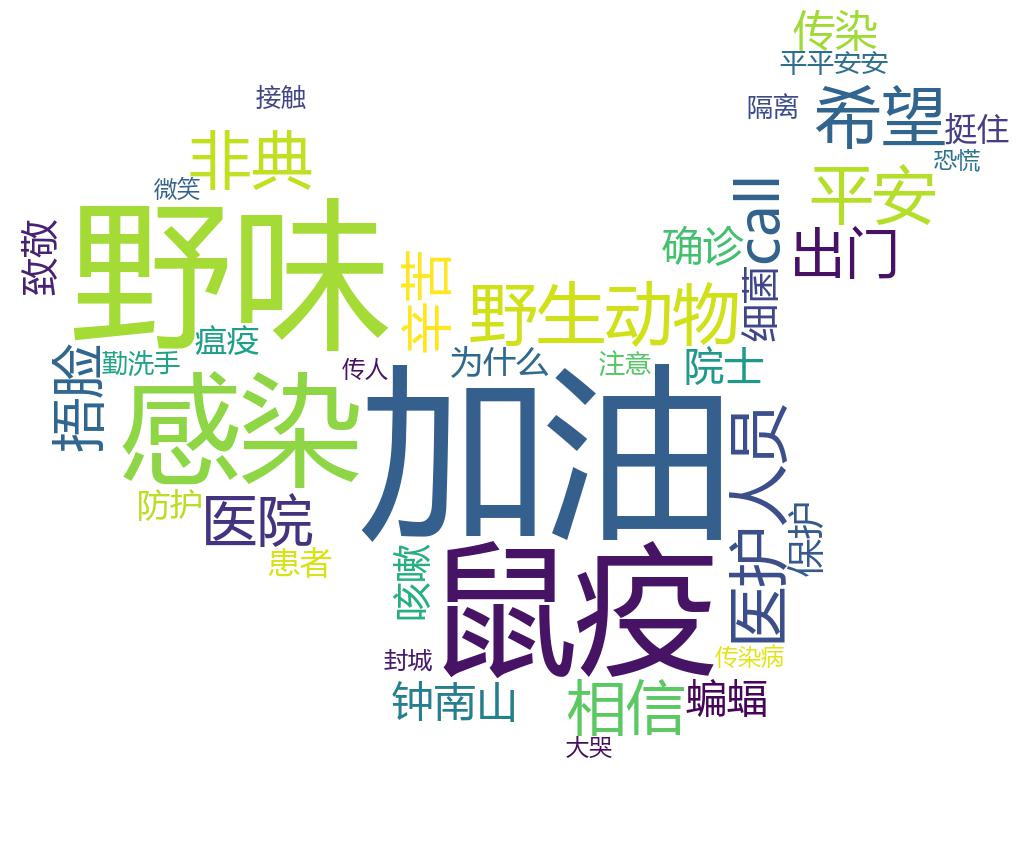 传染
平平安安
接触
隔离
希望
挺住
非典
恐慌
微笑
平安
call
野味
致敬
确诊
出门
辛苦
野生动物
细菌
瘟疫
勤洗手
捂脸
传人
为什么
注意
院士
感染
加油
医护人员
防护
医院
保护
患者
咳嗽
鼠疫
封城
传染病
钟南山
相信
蝙蝠
大哭